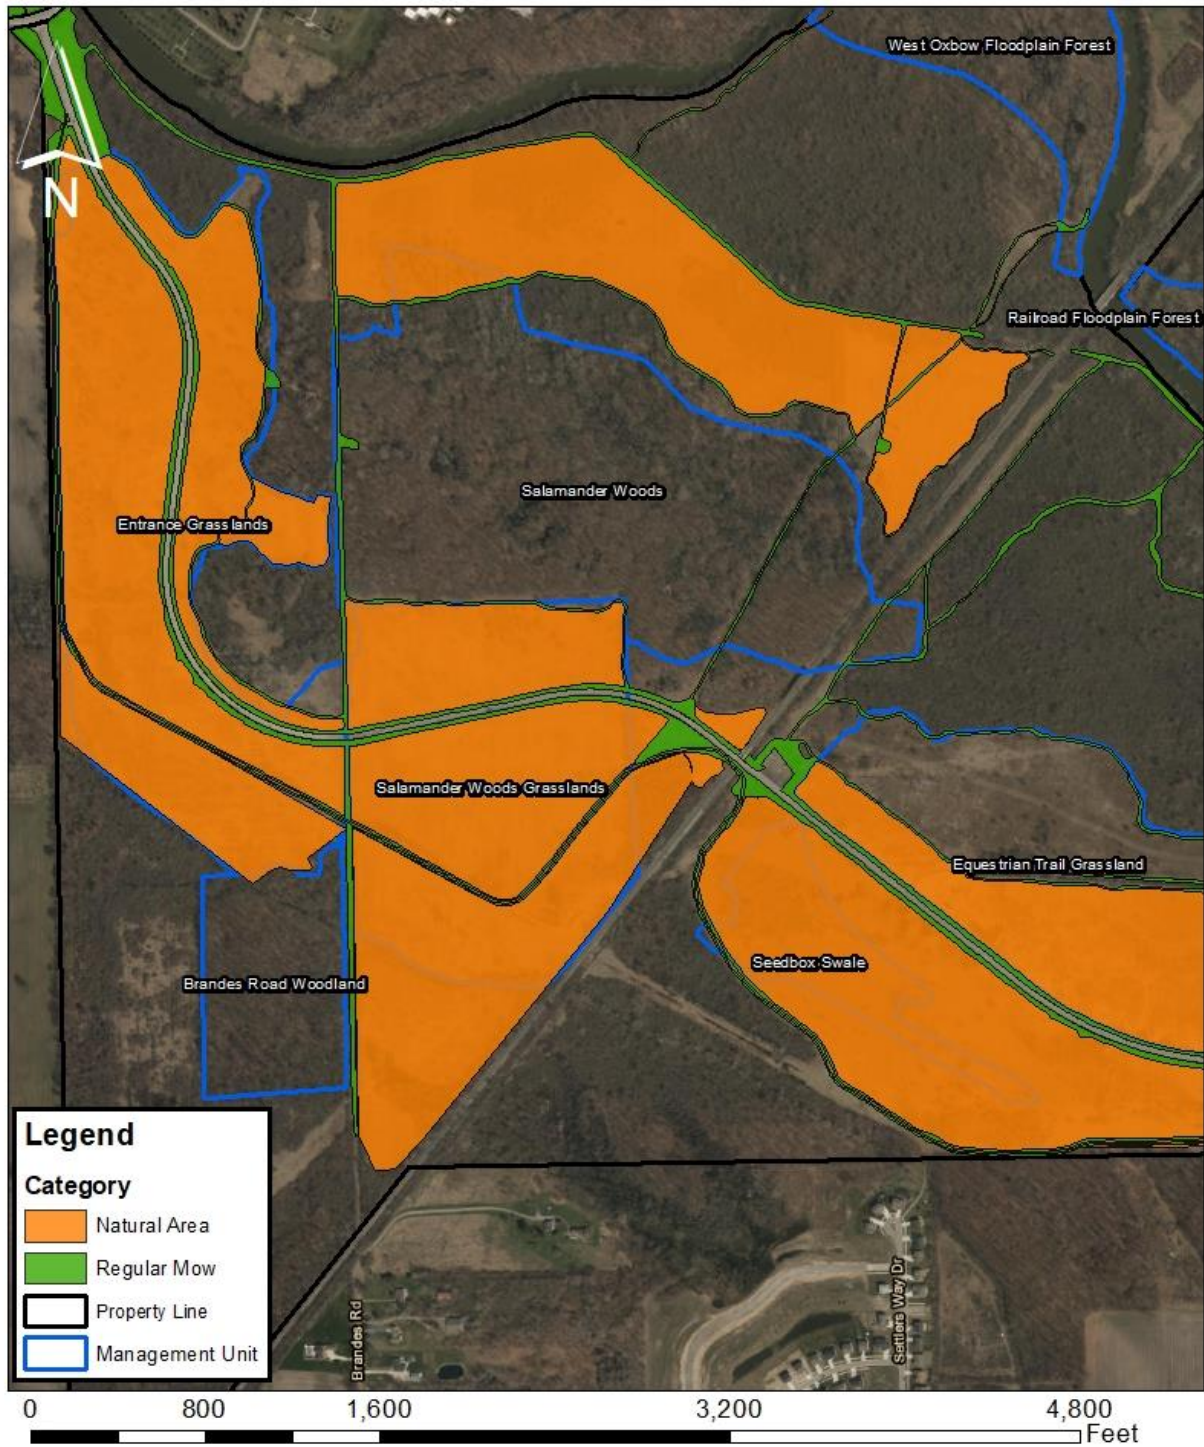 West Oxbow Floodplain Forest
N
Railroad Floodplain Forest
Salamander Woods
Entrance Grasslands
Salamander Woods Grasslands
Equestrian Trail Grassland
Seedbox Swale
Brandes Road Woodland
Legend
Category
Natural Area
Regular Mow
Property Line
Management Unit
Brandes Rd
Settlers Way Dr
0 800 1,600 3,200 4,800
Feet